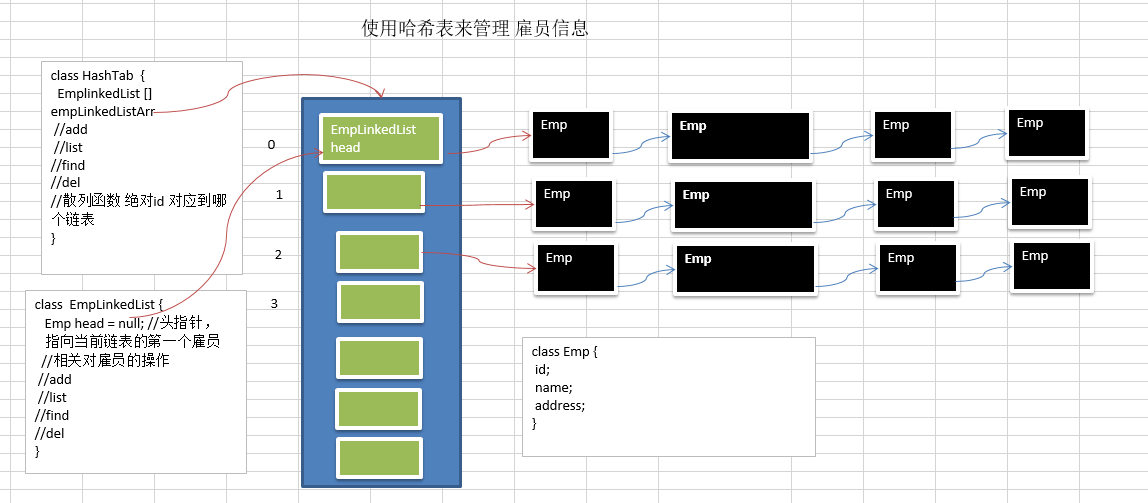 使用哈希表来管理 雇员信息
class HashTab {
EmplinkedList []
empLinkedListArr
//add
//list
//find
//del
//散列函数 绝对id 对应到哪
个链表
}
class EmpLinkedList {
Emp head = null; //头指针，
指向当前链表的第一个雇员
//相关对雇员的操作
//add
//list
//find
//del
}
0
1
2
3
EmpLinkedList
head
Emp
Emp
Emp
Emp
Emp
Emp
Emp
Emp
Emp
Emp
Emp
Emp
class Emp {
id;
name;
address;
}